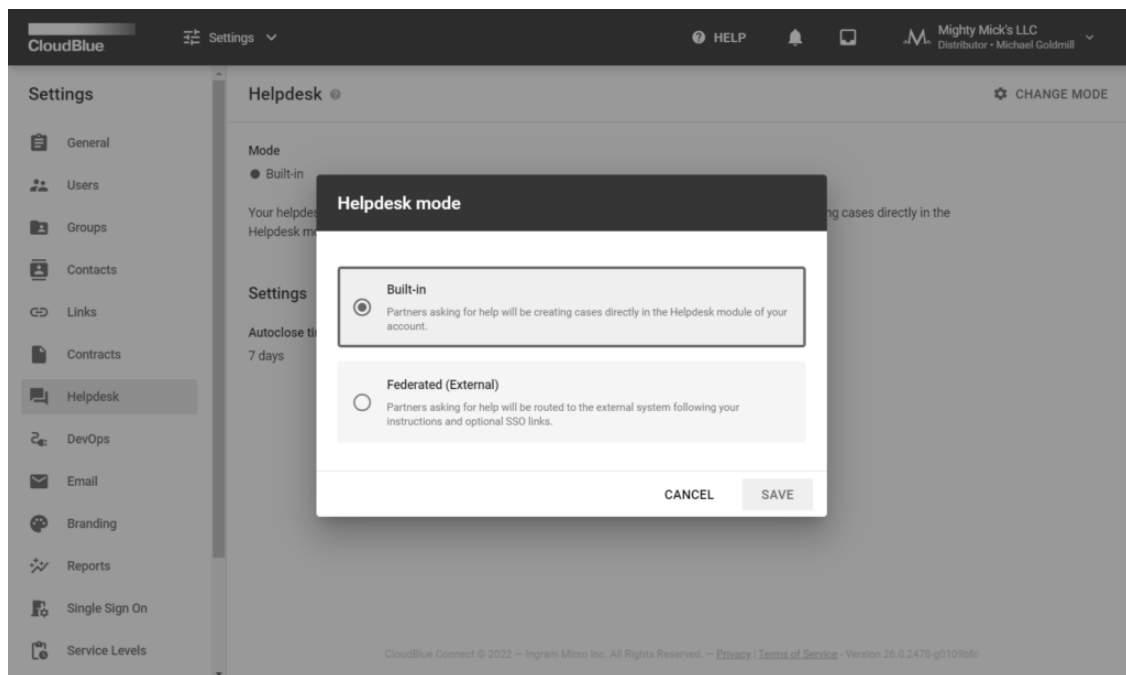 CloudBlue
Settings
HELP
Mighty Mick's LLC
Distributor • Michael Goldmill
Settings
General
Users
Groups
Contacts
Links
Contracts
Helpdesk
DevOps
Email
Branding
Reports
Single Sign On
Service Levels
Helpdesk
CHANGE MODE
Mode
Built-in
Your helpdes
ng cases directly in the
Helpdesk m
Settings
Autoclose ti
7 days
Helpdesk mode
Built-in
Partners asking for help will be creating cases directly in the Helpdesk module of your
account.
Federated (External)
Partners asking for help will be routed to the external system following your
instructions and optional SSO links.
CANCEL
SAVE
CloudBlue Connect © 2022 — Ingram Micro Inc. All Rights Reserved. — Privacy | Terms of Service - Version 26.0.2478-g0109bfc